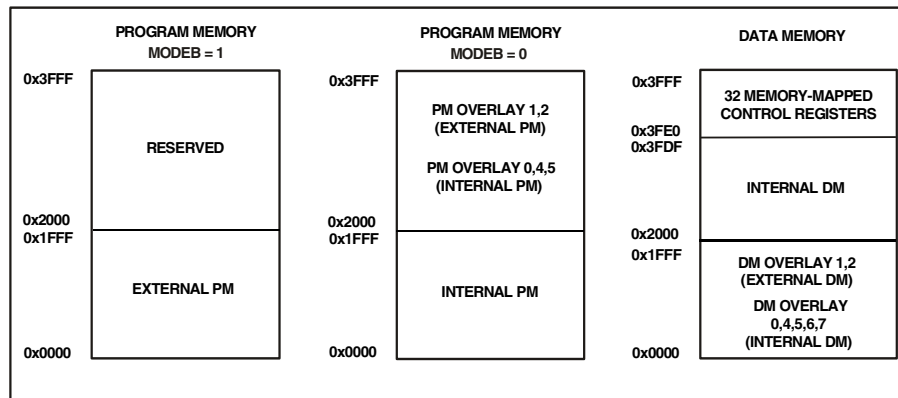 PROGRAM MEMORY
MODEB = 1
0x3FFF
RESERVED
0x2000
0x1FFF
EXTERNAL PM
0x0000
PROGRAM MEMORY
MODEB = 0
0x3FFF
PM OVERLAY 1,2
(EXTERNAL PM)
PM OVERLAY 0,4,5
(INTERNAL PM)
0x2000
0x1FFF
INTERNAL PM
0x0000
DATA MEMORY
0x3FFF
32 MEMORY-MAPPED
CONTROL REGISTERS
0x3FE0
0x3FDF
INTERNAL DM
0x2000
0x1FFF
DM OVERLAY 1,2
(EXTERNAL DM)
DM OVERLAY
0,4,5,6,7
(INTERNAL DM)
0x0000